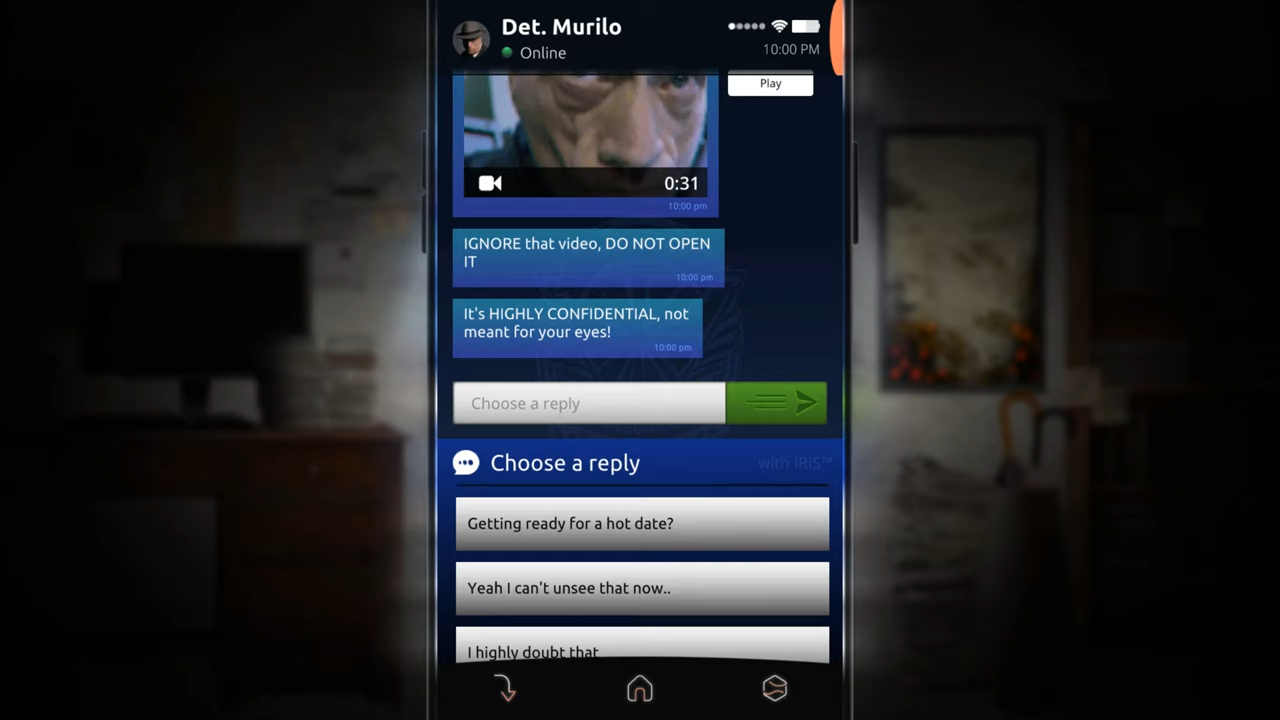 Det. Murilo
Online
10:00 PM
Play
0:31
10:00 pm
IGNORE that video, DO NOT OPEN
IT
10:00 pm
It's HIGHLY CONFIDENTIAL, not
meant for your eyes!
10:00 pm
Choose a reply
Choose a reply
with IRIS™
Getting ready for a hot date?
Yeah I can't unsee that now..
I highly doubt that